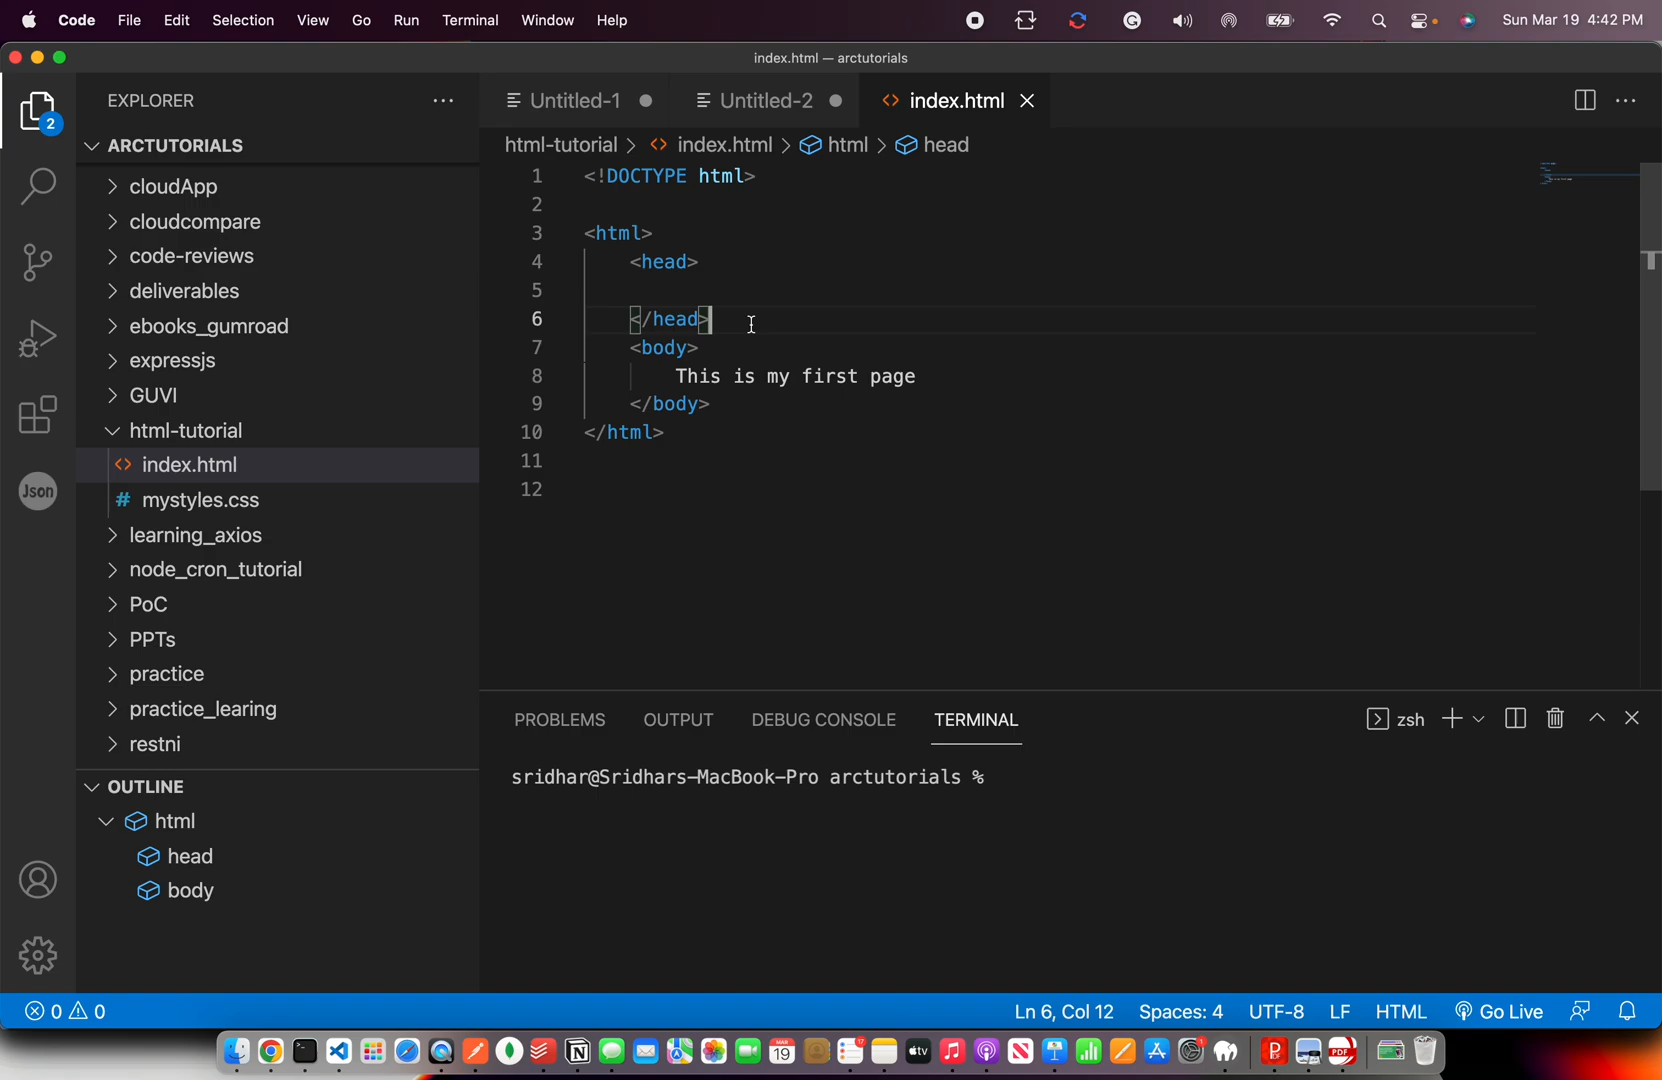 Code File Edit Selection View Go Run Terminal Window Help Sun Mar 19 4:42 PM
index.html — arctutorials
EXPLORER
2
Untitled-1
Untitled-2
index.html
ARCTUTORIALS
html-tutorial > index.html > html > head
cloudApp
cloudcompare
code-reviews
deliverables
ebooks_gumroad
expressjs
GUVI
html-tutorial
index.html
mystyles.css
learning_axios
node_cron_tutorial
PoC
PPTs
practice
practice_learing
restni
Json
OUTLINE
html
head
body
1 <!DOCTYPE html>
2
3 <html>
4 <head>
5
6 </head>
7 <body>
8 This is my first page
9 </body>
10 </html>
11
12
PROBLEMS OUTPUT DEBUG CONSOLE TERMINAL zsh
sridhar@Sridhars-MacBook-Pro arctutorials %
0 0 Ln 6, Col 12 Spaces: 4 UTF-8 LF HTML Go Live